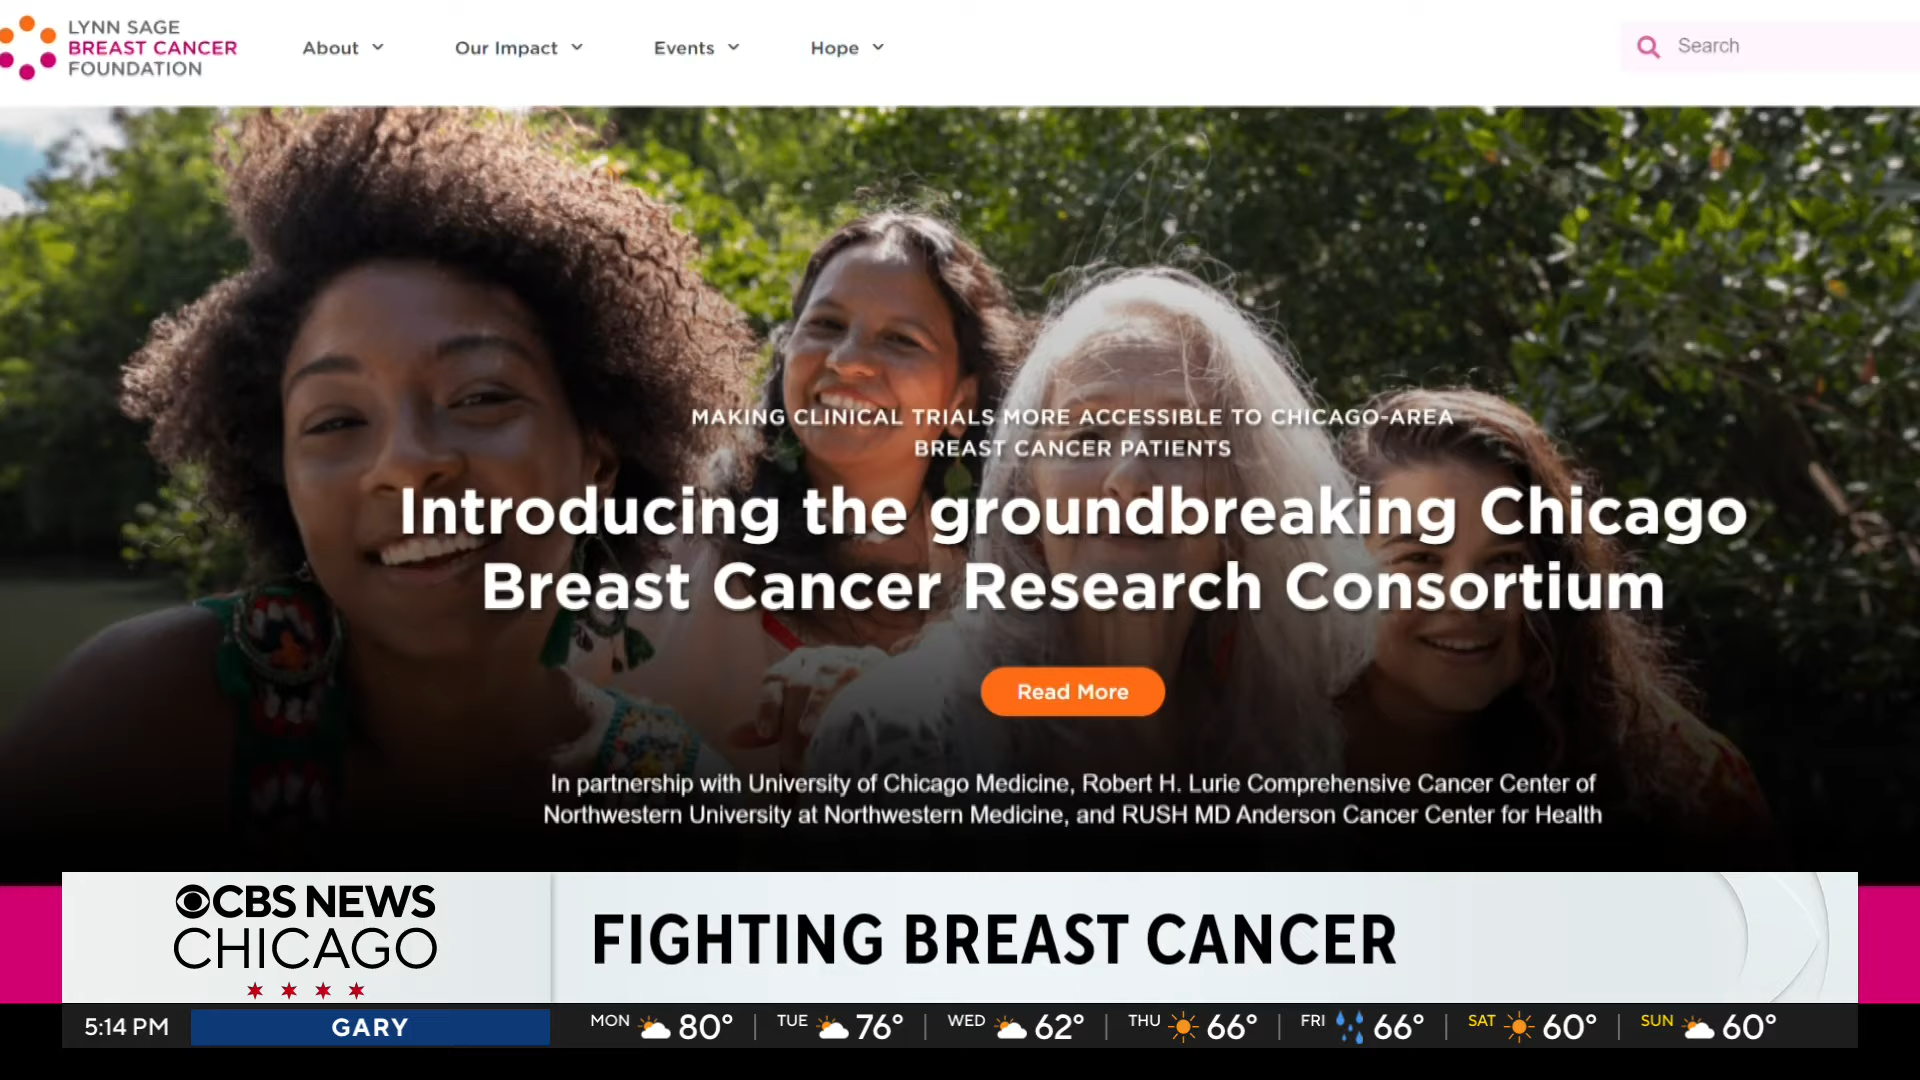 LYNN SAGE
BREAST CANCER
FOUNDATION
About
Our Impact
Events
Hope
Search
MAKING CLINICAL TRIALS MORE ACCESSIBLE TO CHICAGO-AREA
BREAST CANCER PATIENTS
Introducing the groundbreaking Chicago
Breast Cancer Research Consortium
Read More
In partnership with University of Chicago Medicine, Robert H. Lurie Comprehensive Cancer Center of
Northwestern University at Northwestern Medicine, and RUSH MD Anderson Cancer Center for Health
CBS NEWS
CHICAGO
FIGHTING BREAST CANCER
5:14 PM
GARY
MON 80°
TUE 76°
WED 62°
THU 66°
FRI 66°
SAT 60°
SUN 60°